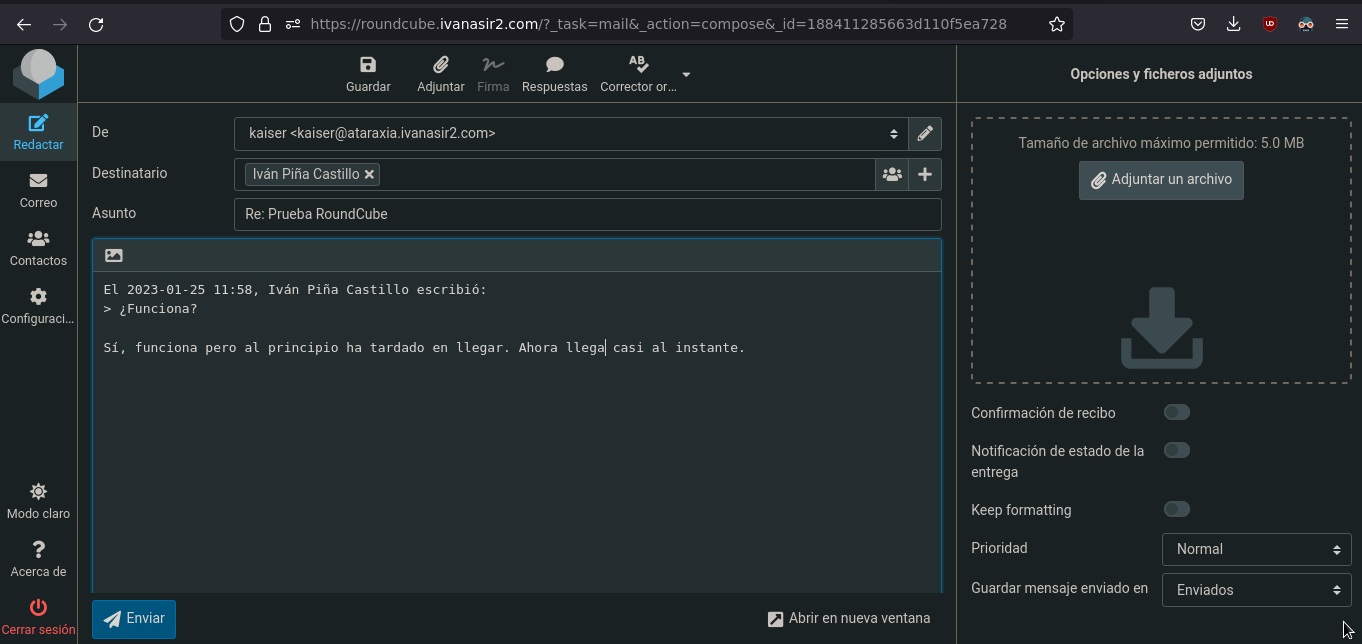 https://roundcube.ivanasir2.com/?_task=mail&_action=compose&_id=188411285663d110f5ea728
Redactar
Correo
Contactos
Configuraci...
Modo claro
Acerca de
Cerrar sesión
Guardar
Adjuntar
Firma
Respuestas
Corrector or...
De
kaiser <kaiser@ataraxia.ivanasir2.com>
Destinatario
Iván Piña Castillo
Asunto
Re: Prueba RoundCube
El 2023-01-25 11:58, Iván Piña Castillo escribió:
> ¿Funciona?
Sí, funciona pero al principio ha tardado en llegar. Ahora llega casi al instante.
Enviar
Abrir en nueva ventana
Opciones y ficheros adjuntos
Tamaño de archivo máximo permitido: 5.0 MB
Adjuntar un archivo
Confirmación de recibo
Notificación de estado de la
entrega
Keep formatting
Prioridad
Normal
Guardar mensaje enviado en
Enviados